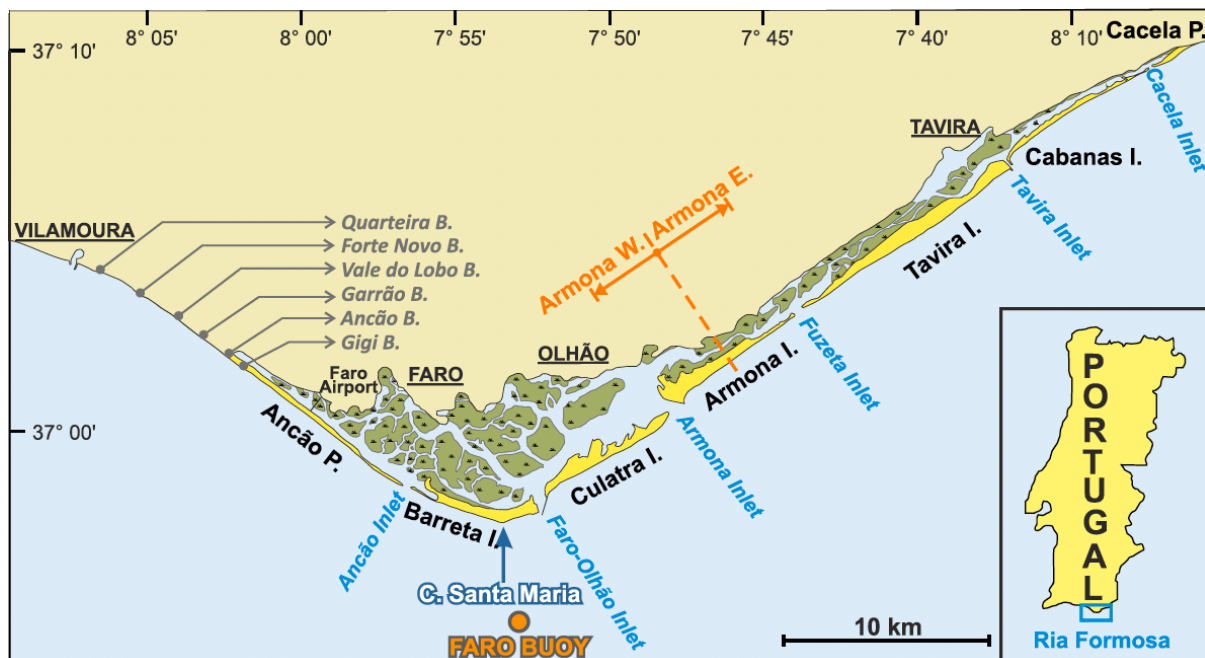 8° 05'
8° 00'
7° 55'
7° 50'
7° 45'
7° 40'
8° 10'
Cacela P.
37° 10'
Cacela Inlet
TAVIRA
Cabanas I.
Tavira Inlet
Armona W.
Armona E.
Tavira I.
VILAMOURA
Quarteira B.
Forte Novo B.
Vale do Lobo B.
Garrão B.
Ancão B.
Gigi B.
OLHÃO
Fuzeta Inlet
Faro
Airport
FARO
Armona I.
37° 00'
Ancão P.
Armona Inlet
Culatra I.
Ancão Inlet
Barreta I.
Faro-Olhão Inlet
C. Santa Maria
FARO BUOY
10 km
PORTUGAL
Ria Formosa